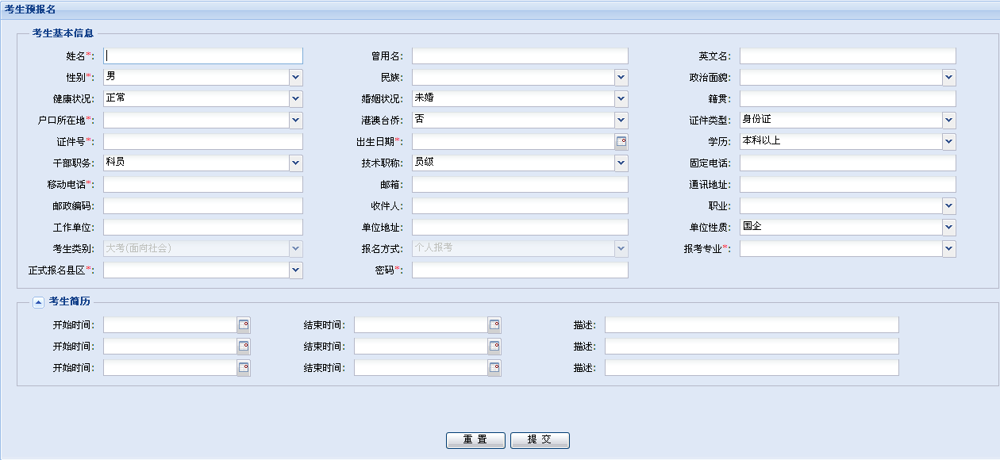 考生预报名
考生基本信息
姓名*: 曾用名: 英文名:
性别*: 男 民族: 政治面貌:
健康状况: 正常 婚姻状况: 未婚 籍贯:
户口所在地*: 港澳台侨: 否 证件类型: 身份证
证件号*: 出生日期*: 学历: 本科以上
干部职务: 科员 技术职称: 员级 固定电话:
移动电话*: 邮箱: 通讯地址:
邮政编码: 收件人: 职业:
工作单位: 单位地址: 单位性质: 国企
考生类别: 大考(面向社会) 报名方式: 个人报考 报考专业*:
正式报名县区*: 密码*:
考生简历
开始时间: 结束时间: 描述:
开始时间: 结束时间: 描述:
开始时间: 结束时间: 描述:
重 置 提 交